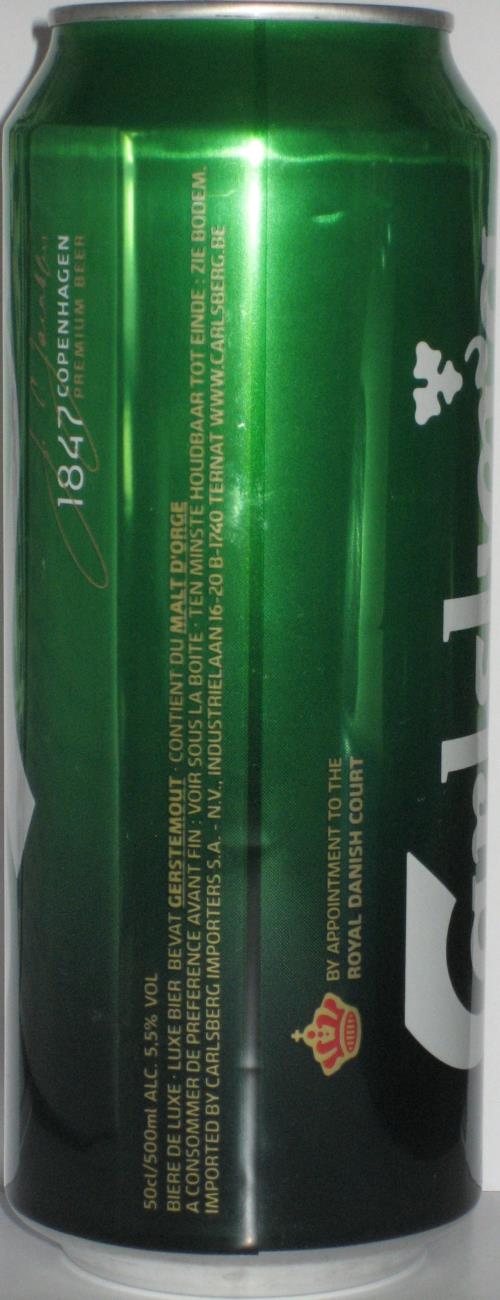 1847 COPENHAGEN
PREMIUM BEER
50cl/500ml ALC. 5,5% VOL
BIERE DE LUXE · LUXE BIER BEVAT GERSTEMOUT · CONTIENT DU MALT D'ORGE
A CONSOMMER DE PREFERENCE AVANT FIN : VOIR SOUS LA BOITE · TEN MINSTE HOUDBAAR TOT EINDE : ZIE BODEM.
IMPORTED BY CARLSBERG IMPORTERS S.A. - N.V., INDUSTRIELAAN 16-20 B-1740 TERNAT WWW.CARLSBERG.BE
BY APPOINTMENT TO THE
ROYAL DANISH COURT
Carlsberg